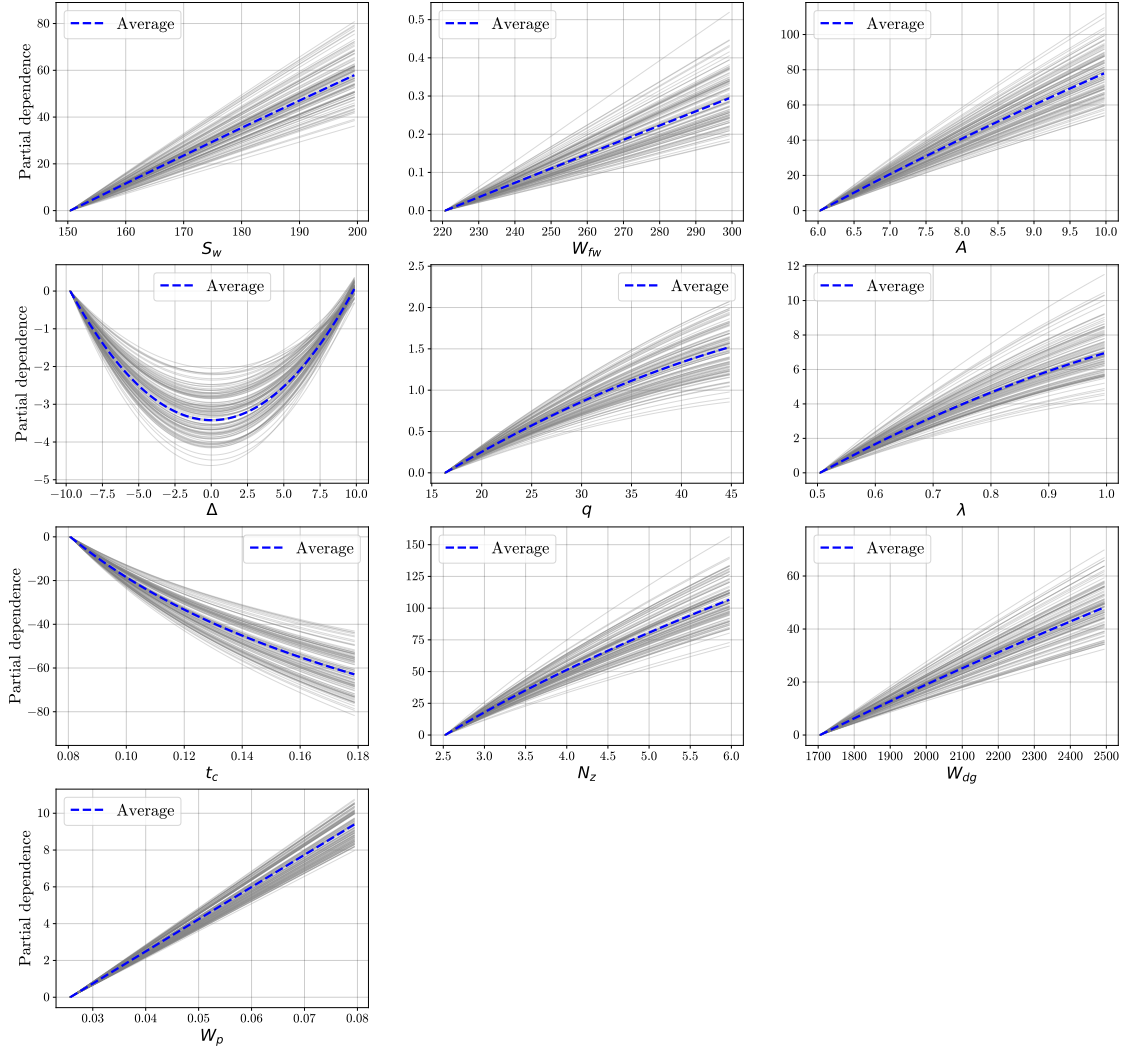 Average
Average
Average
Partial dependence
80
60
40
20
0
150 160 170 180 190 200
S_w
0.5
0.4
0.3
0.2
0.1
0.0
220 230 240 250 260 270 280 290 300
W_fw
100
80
60
40
20
0
6.0 6.5 7.0 7.5 8.0 8.5 9.0 9.5 10.0
A
Average
Average
Average
Partial dependence
0
−1
−2
−3
−4
−5
−10.0 −7.5 −5.0 −2.5 0.0 2.5 5.0 7.5 10.0
Δ
2.5
2.0
1.5
1.0
0.5
0.0
15 20 25 30 35 40 45
q
12
10
8
6
4
2
0
0.5 0.6 0.7 0.8 0.9 1.0
λ
Average
Average
Average
Partial dependence
0
−20
−40
−60
−80
0.08 0.10 0.12 0.14 0.16 0.18
t_c
150
125
100
75
50
25
0
2.5 3.0 3.5 4.0 4.5 5.0 5.5 6.0
N_z
60
40
20
0
1700 1800 1900 2000 2100 2200 2300 2400 2500
W_dg
Average
Partial dependence
10
8
6
4
2
0
0.03 0.04 0.05 0.06 0.07 0.08
W_p